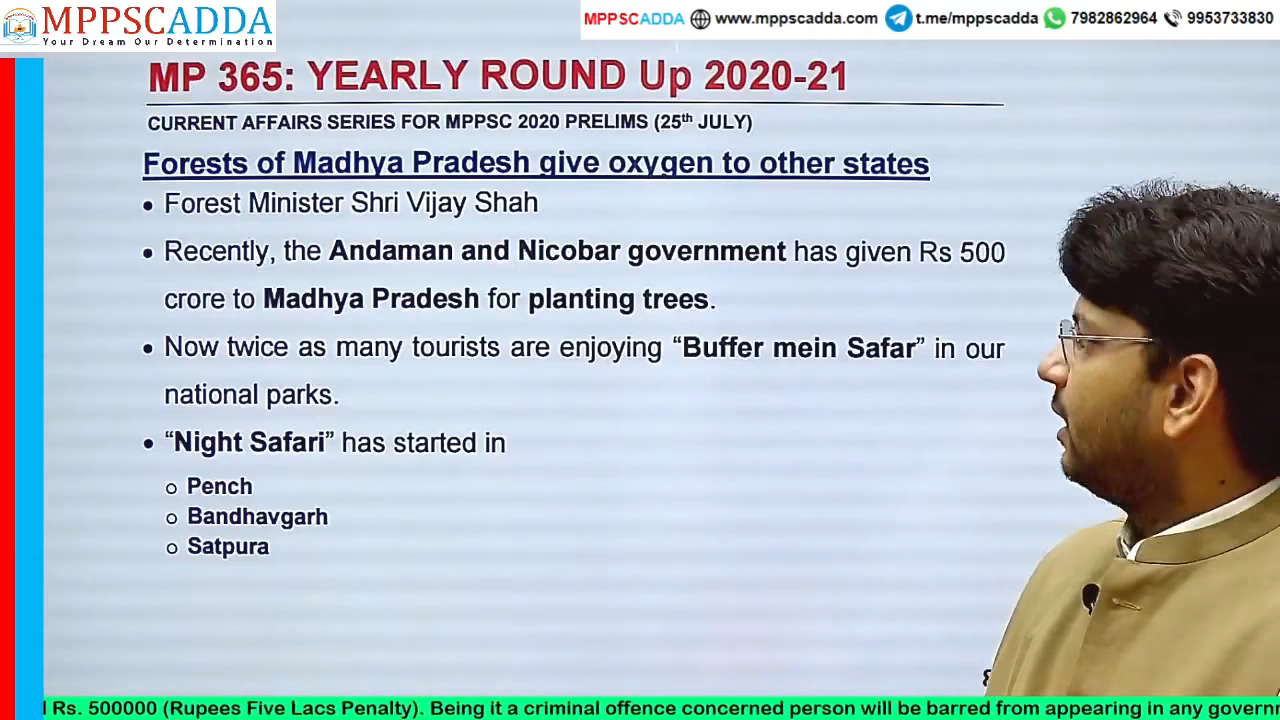 MPPSCADDA
Your Dream Our Determination
MPPSCADDA www.mppscadda.com t.me/mppscadda 7982862964 9953733830
MP 365: YEARLY ROUND Up 2020-21
CURRENT AFFAIRS SERIES FOR MPPSC 2020 PRELIMS (25th JULY)
Forests of Madhya Pradesh give oxygen to other states
• Forest Minister Shri Vijay Shah
• Recently, the Andaman and Nicobar government has given Rs 500
crore to Madhya Pradesh for planting trees.
• Now twice as many tourists are enjoying “Buffer mein Safar” in our
national parks.
• “Night Safari” has started in
o Pench
o Bandhavgarh
o Satpura
Rs. 500000 (Rupees Five Lacs Penalty). Being it a criminal offence concerned person will be barred from appearing in any govern